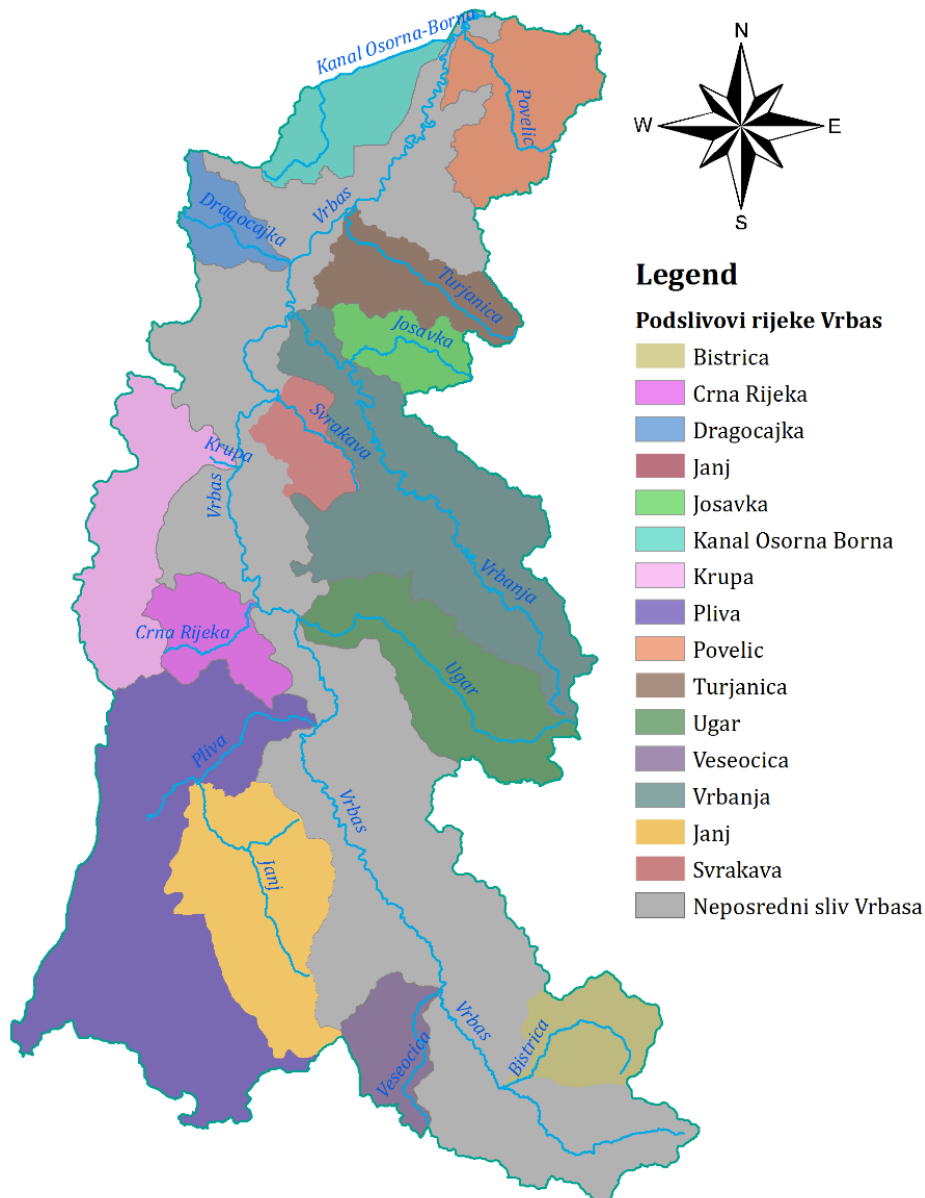 Kanal Osorna-Borna
Povelic
N
W
E
S
Dragocajka
Vrbas
Turjanica
Josavka
Svrakava
Krupa
Vrbas
Vrbanja
Crna Rijeka
Ugar
Pliva
Vrbas
Janj
Vrbas
Bistrica
Veseocica
Legend
Podslivovi rijeke Vrbas
Bistrica
Crna Rijeka
Dragocajka
Janj
Josavka
Kanal Osorna Borna
Krupa
Pliva
Povelic
Turjanica
Ugar
Veseocica
Vrbanja
Janj
Svrakava
Neposredni sliv Vrbasa